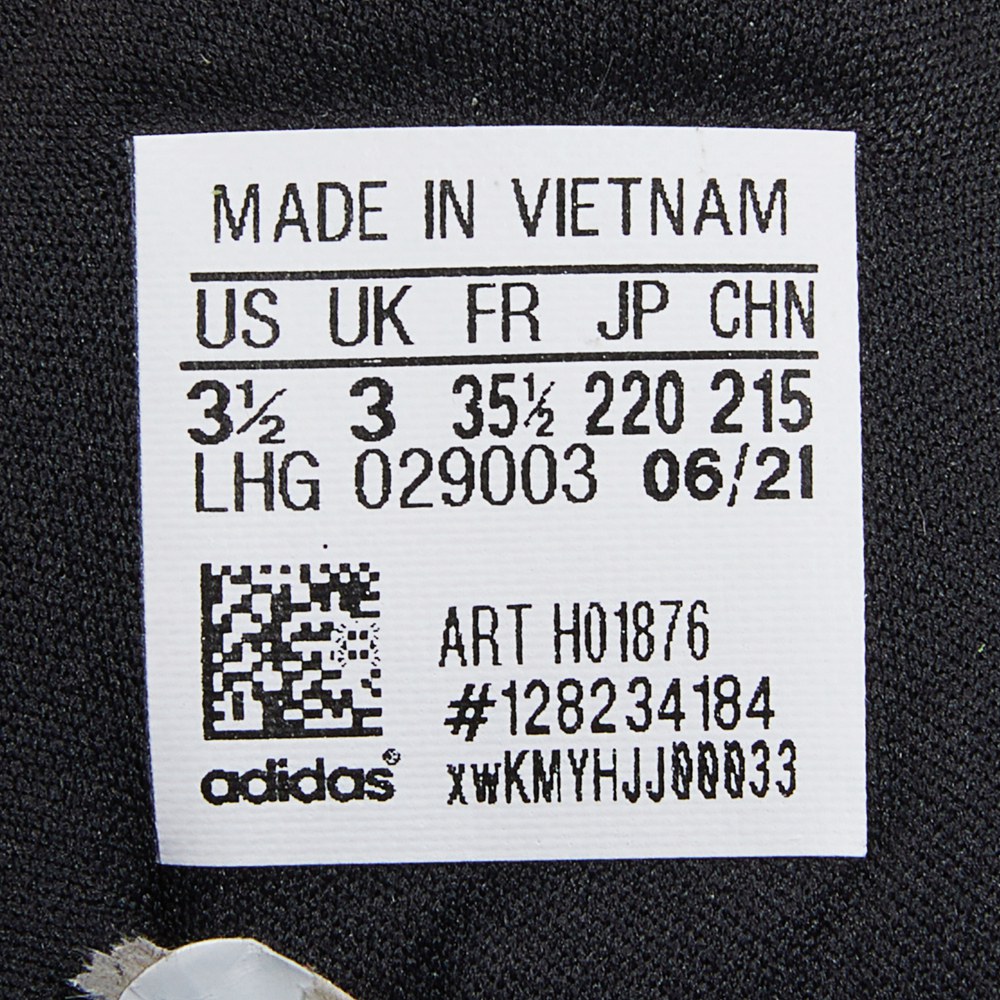 MADE IN VIETNAM
US UK FR JP CHN
3½ 3 35½ 220 215
LHG 029003 06/21
ART H01876
#128234184
xwKMYHJJ000033
adidas®